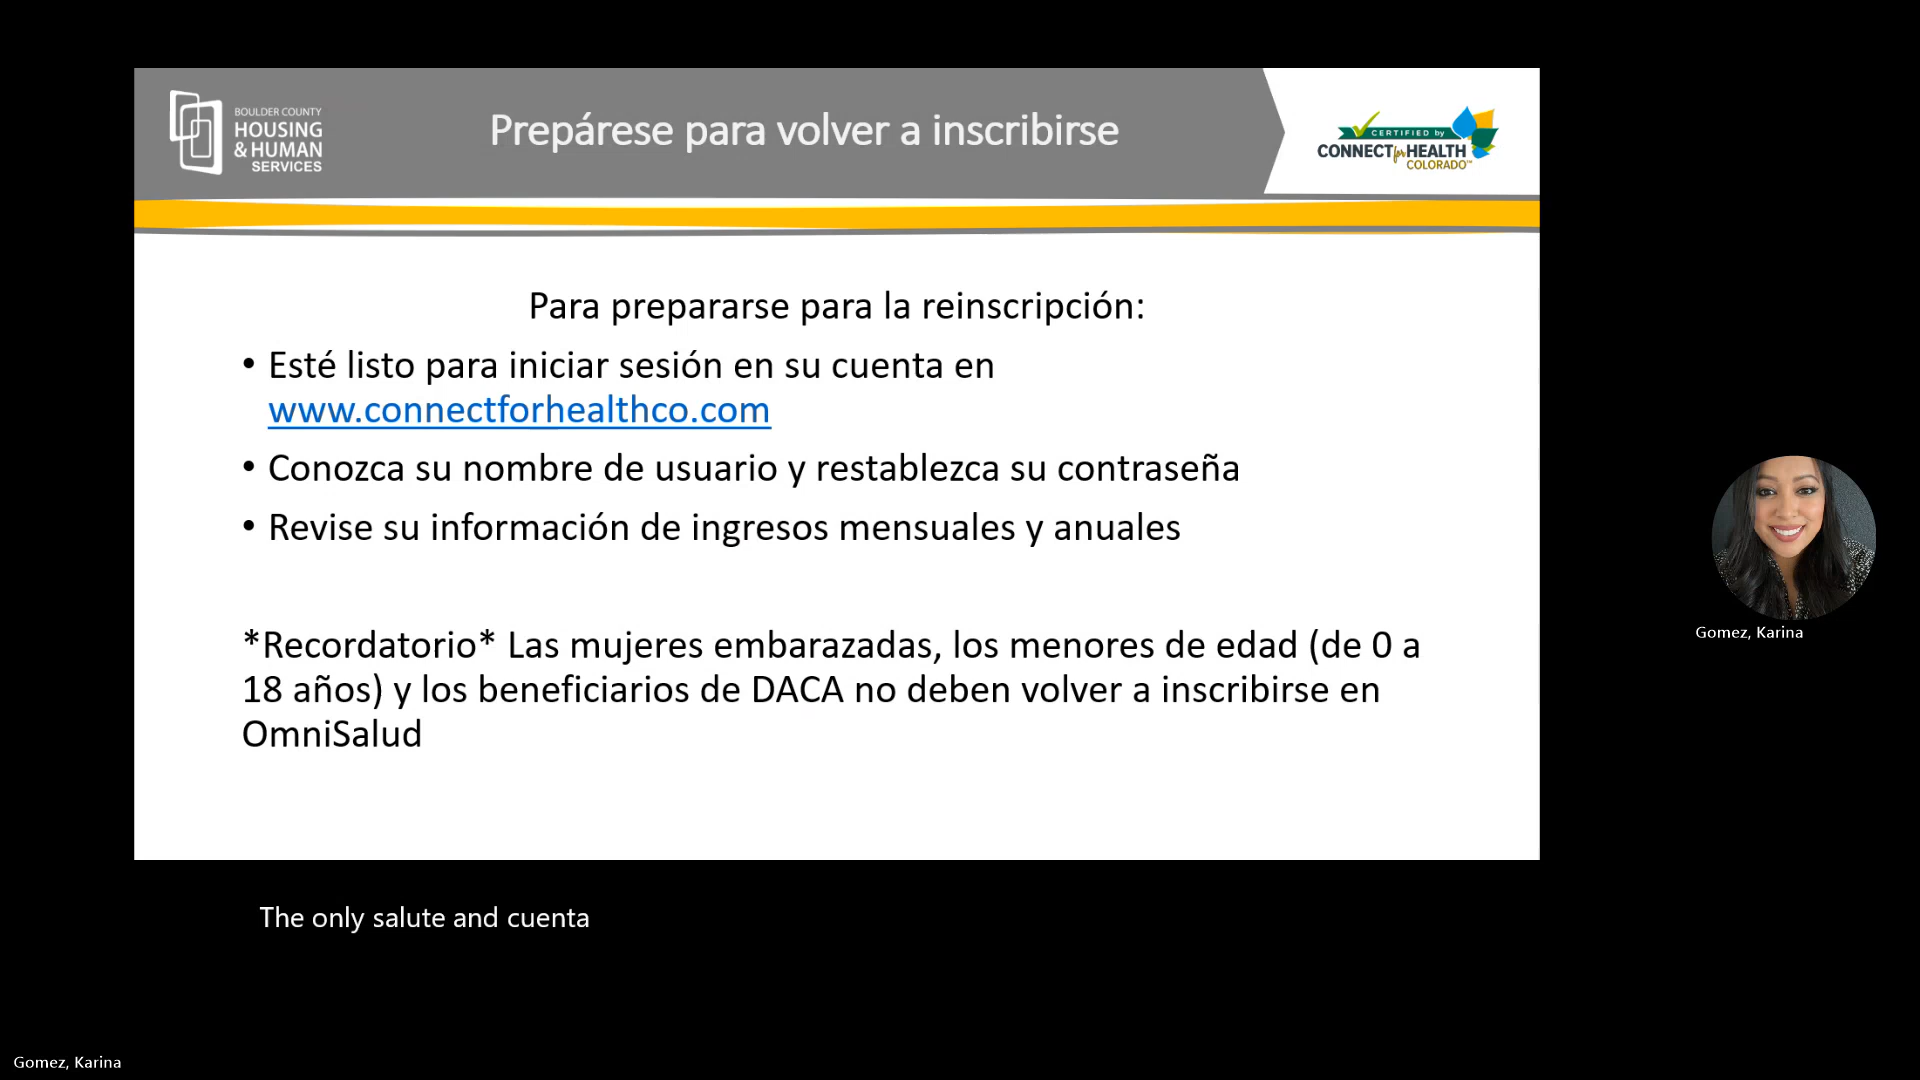 BOULDER COUNTY
HOUSING
& HUMAN
SERVICES
Prepárese para volver a inscribirse
CERTIFIED by
CONNECT for HEALTH
COLORADO™
Para prepararse para la reinscripción:
• Esté listo para iniciar sesión en su cuenta en
www.connectforhealthco.com
• Conozca su nombre de usuario y restablezca su contraseña
• Revise su información de ingresos mensuales y anuales
*Recordatorio* Las mujeres embarazadas, los menores de edad (de 0 a
18 años) y los beneficiarios de DACA no deben volver a inscribirse en
OmniSalud
Gomez, Karina
The only salute and cuenta
Gomez, Karina